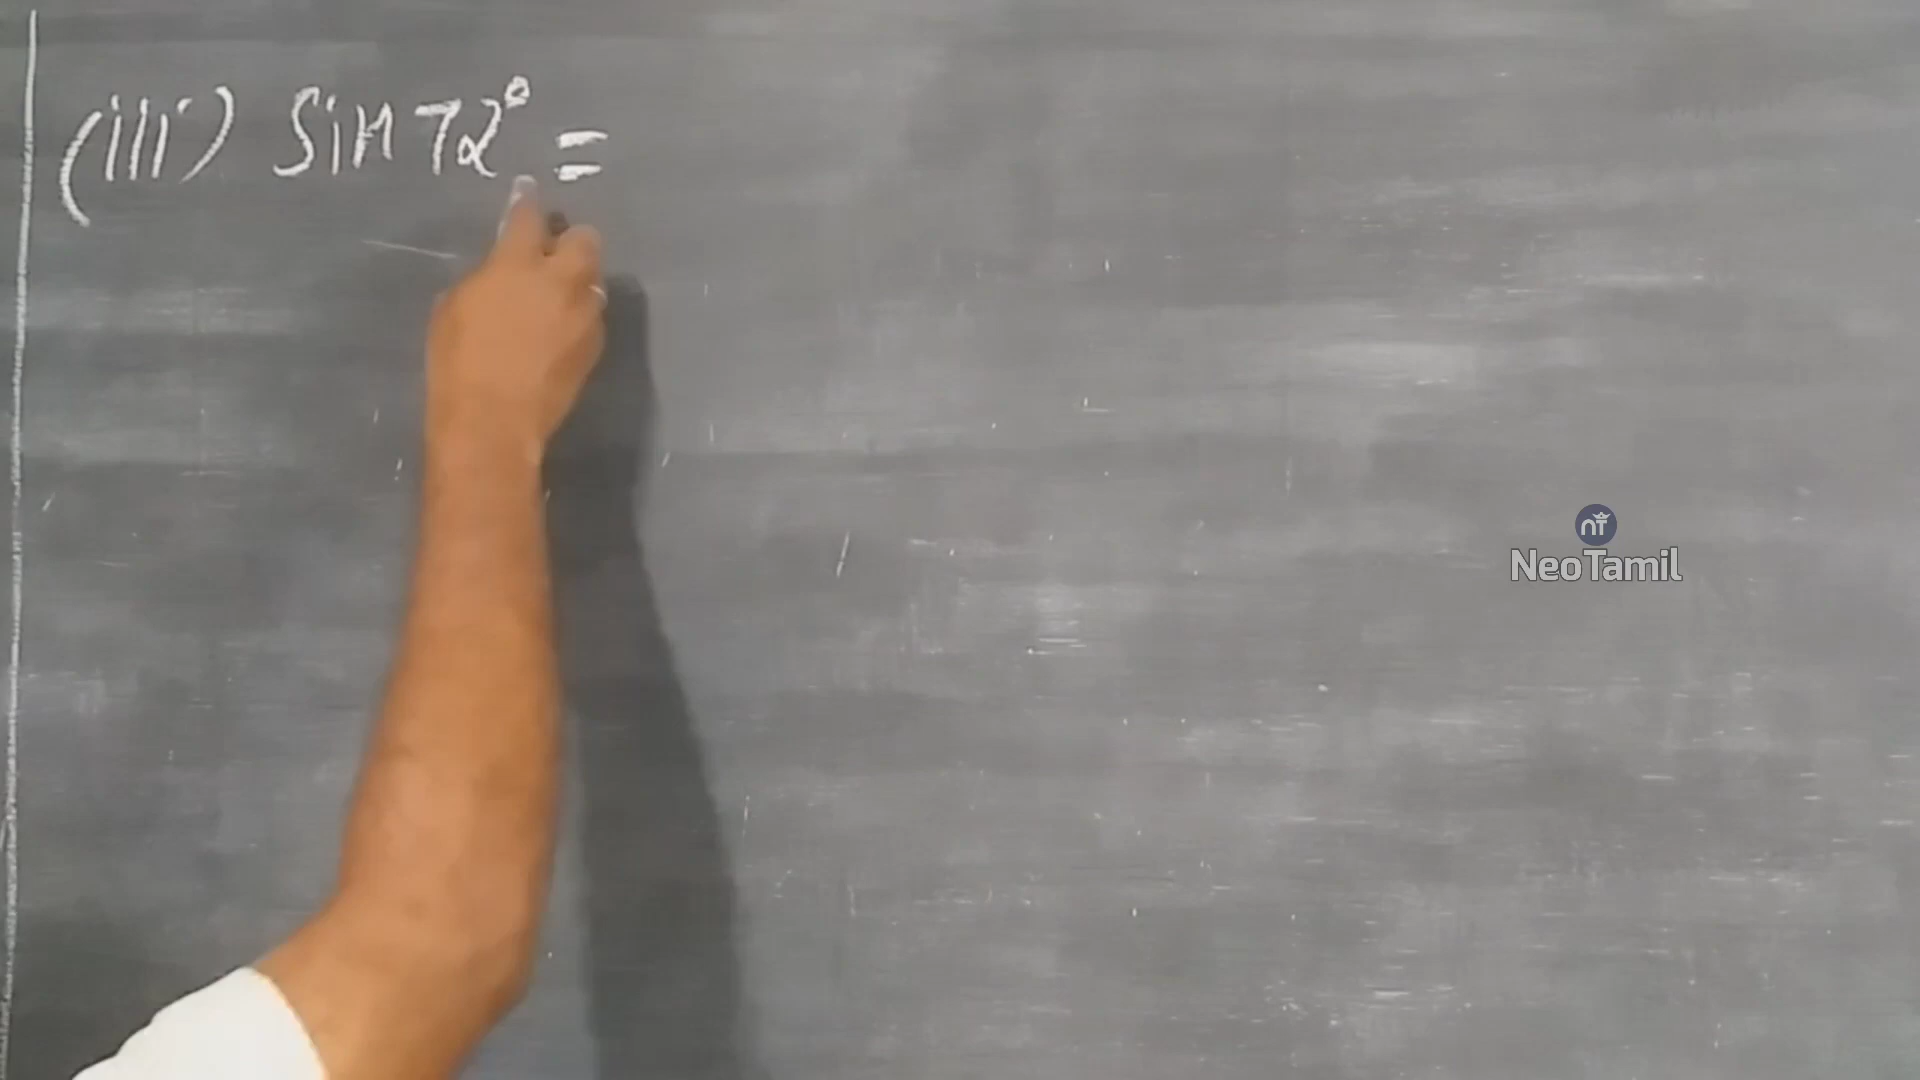 (iii) Sin 72° =
NeoTamil